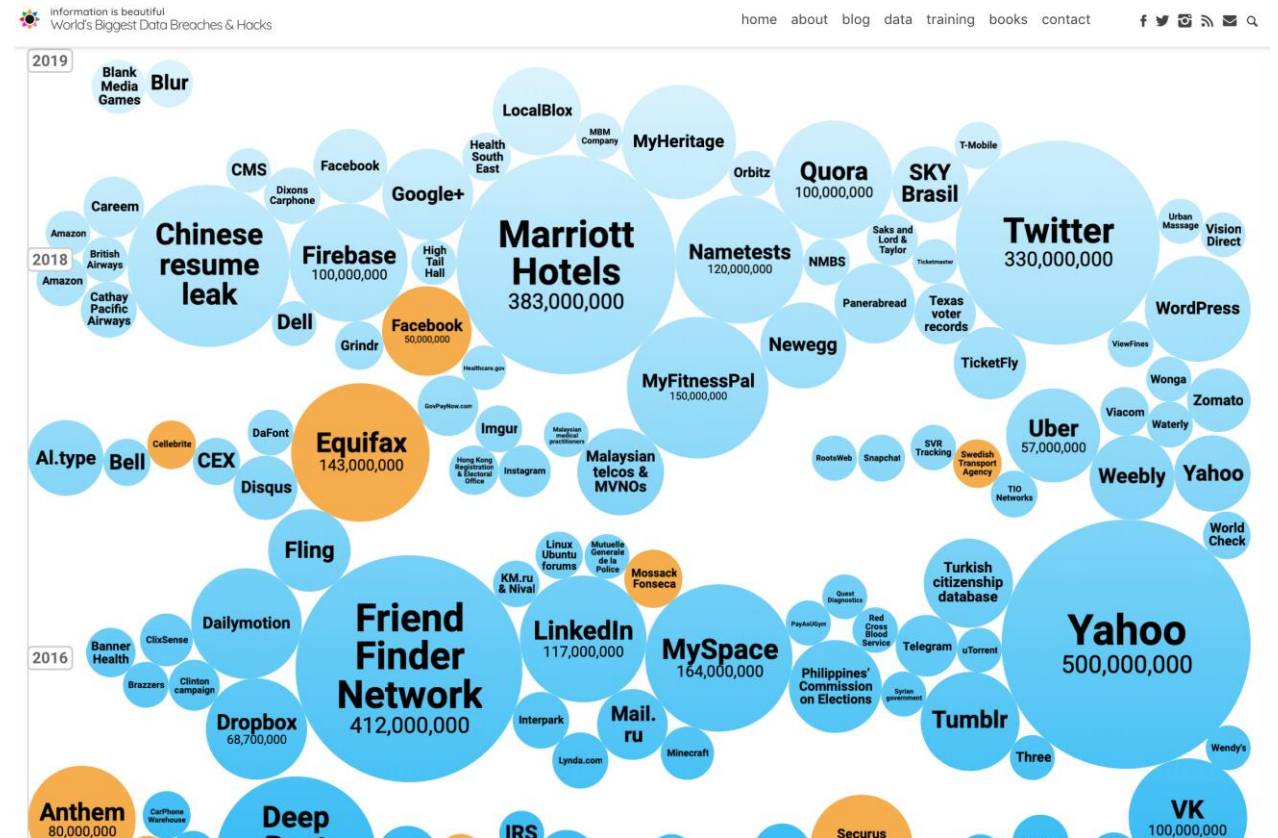 information is beautiful
World's Biggest Data Breaches & Hacks
home about blog data training books contact
2019
Blank
Media
Games
Blur
LocalBlox
MBM
Company
MyHeritage
Health
South
East
CMS
Dixons
Carphone
Facebook
Google+
Orbitz
Quora
100,000,000
SKY
Brasil
T-Mobile
Careem
Amazon
Chinese
resume
leak
Firebase
100,000,000
High
Tail
Hall
Marriott
Hotels
383,000,000
Nametests
120,000,000
NMBS
Saks and
Lord &
Taylor
Ticketmaster
Twitter
330,000,000
Urban
Massage
Vision
Direct
2018
British
Airways
Amazon
Cathay
Pacific
Airways
Dell
Grindr
Facebook
50,000,000
Healthcare.gov
MyFitnessPal
150,000,000
Newegg
Panerabread
Texas
voter
records
TicketFly
WordPress
ViewFines
Wonga
Zomato
Viacom
Waterly
AI.type
Bell
Cellebrite
CEX
DaFont
Disqus
Equifax
143,000,000
GovPayNow.com
Imgur
Hong Kong
Registration
& Electoral
Office
Instagram
Malaysian
medical
practitioners
Malaysian
telcos &
MVNOs
RootsWeb
Snapchat
SVR
Tracking
Swedish
Transport
Agency
TIO
Networks
Uber
57,000,000
Weebly
Yahoo
World
Check
Fling
Linux
Ubuntu
forums
Mutuelle
Generale
de la
Police
Mossack
Fonseca
KM.ru
& Nival
Dailymotion
Friend
Finder
Network
412,000,000
LinkedIn
117,000,000
MySpace
164,000,000
Quest
Diagnostics
PayAsUGym
Red
Cross
Blood
Service
Turkish
citizenship
database
Telegram
uTorrent
Yahoo
500,000,000
2016
Banner
Health
ClixSense
Brazzers
Clinton
campaign
Dropbox
68,700,000
Interpark
Mail.
ru
Lynda.com
Minecraft
Philippines'
Commission
on Elections
Syrian
government
Tumblr
Three
Wendy's
Anthem
80,000,000
CarPhone
Warehouse
Deep
IRS
Securus
VK
100,000,000